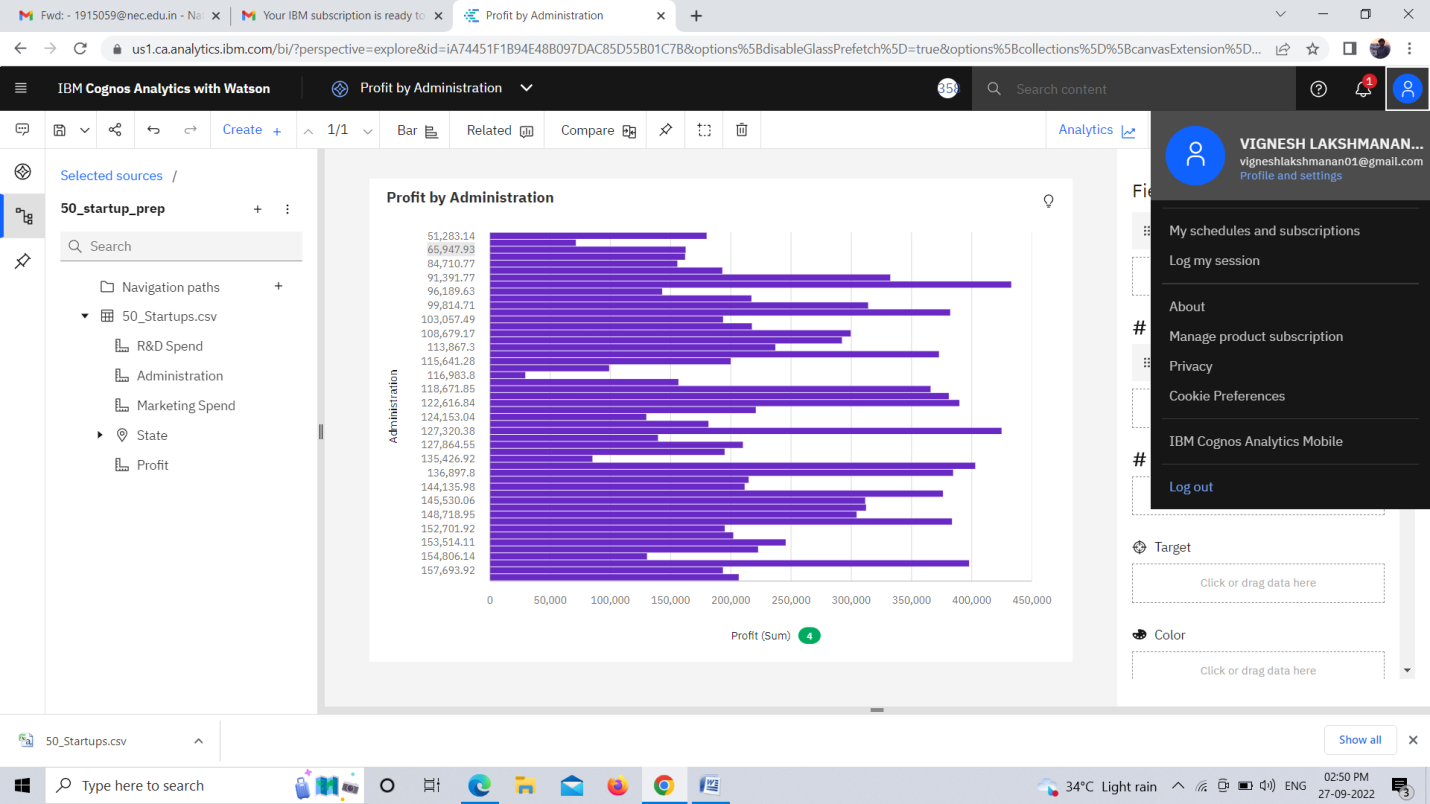 Fwd: - 1915059@nec.edu.in - Na
Your IBM subscription is ready to
Profit by Administration
us1.ca.analytics.ibm.com/bi/?perspective=explore&id=iA74451F1B94E48B097DAC85D55B01C7B&options%5BdisableGlassPrefetch%5D=true&options%5Bcollections%5D%5BcanvasExtension%5D...
IBM Cognos Analytics with Watson
Profit by Administration
358
Search content
1
Create +
1/1
Bar
Related
Compare
Analytics
VIGNESH LAKSHMANAN...
vigneshlakshmanan01@gmail.com
Profile and settings
My schedules and subscriptions
Log my session
About
Manage product subscription
Privacy
Cookie Preferences
IBM Cognos Analytics Mobile
Log out
Selected sources /
50_startup_prep
Search
Navigation paths
50_Startups.csv
R&D Spend
Administration
Marketing Spend
State
Profit
Profit by Administration
Administration
51,283.14
65,947.93
84,710.77
91,391.77
96,189.63
99,814.71
103,057.49
108,679.17
113,867.3
115,641.28
116,983.8
118,671.85
122,616.84
124,153.04
127,320.38
127,864.55
135,426.92
136,897.8
144,135.98
145,530.06
148,718.95
152,701.92
153,514.11
154,806.14
157,693.92
0 50,000 100,000 150,000 200,000 250,000 300,000 350,000 400,000 450,000
Profit (Sum) 4
#
#
Target
Click or drag data here
Color
Click or drag data here
50_Startups.csv
Show all
Type here to search
34°C Light rain
ENG
02:50 PM
27-09-2022
3